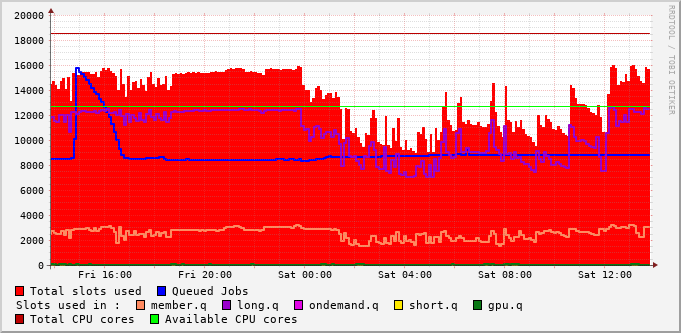 20000
18000
16000
14000
12000
10000
8000
6000
4000
2000
0
Fri 16:00 Fri 20:00 Sat 00:00 Sat 04:00 Sat 08:00 Sat 12:00
RRDTOOL / TOBI OETIKER
Total slots used Queued Jobs
Slots used in : member.q long.q ondemand.q short.q gpu.q
Total CPU cores Available CPU cores